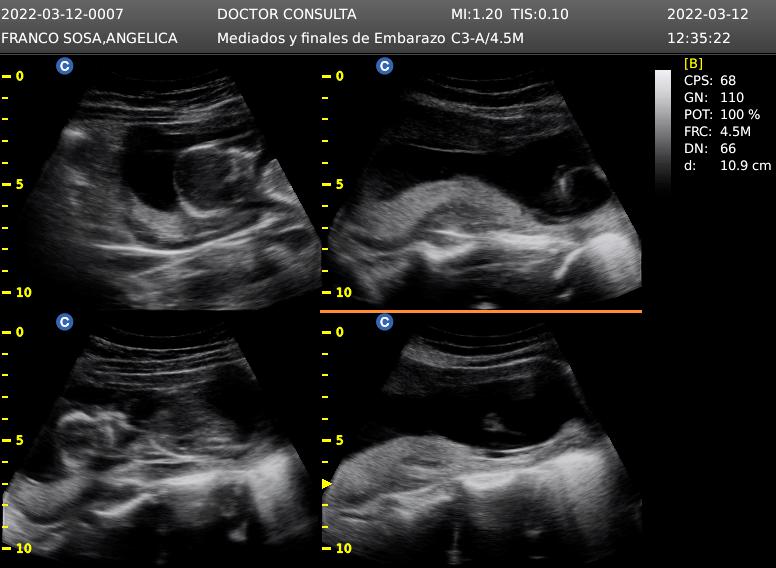 2022-03-12-0007 DOCTOR CONSULTA MI:1.20 TIS:0.10 2022-03-12
FRANCO SOSA,ANGELICA Mediados y finales de Embarazo C3-A/4.5M 12:35:22
C
C
[B]
0
0
CPS: 68
GN: 110
POT: 100 %
FRC: 4.5M
DN: 66
d: 10.9 cm
5
5
10
10
C
C
0
0
5
5
10
10